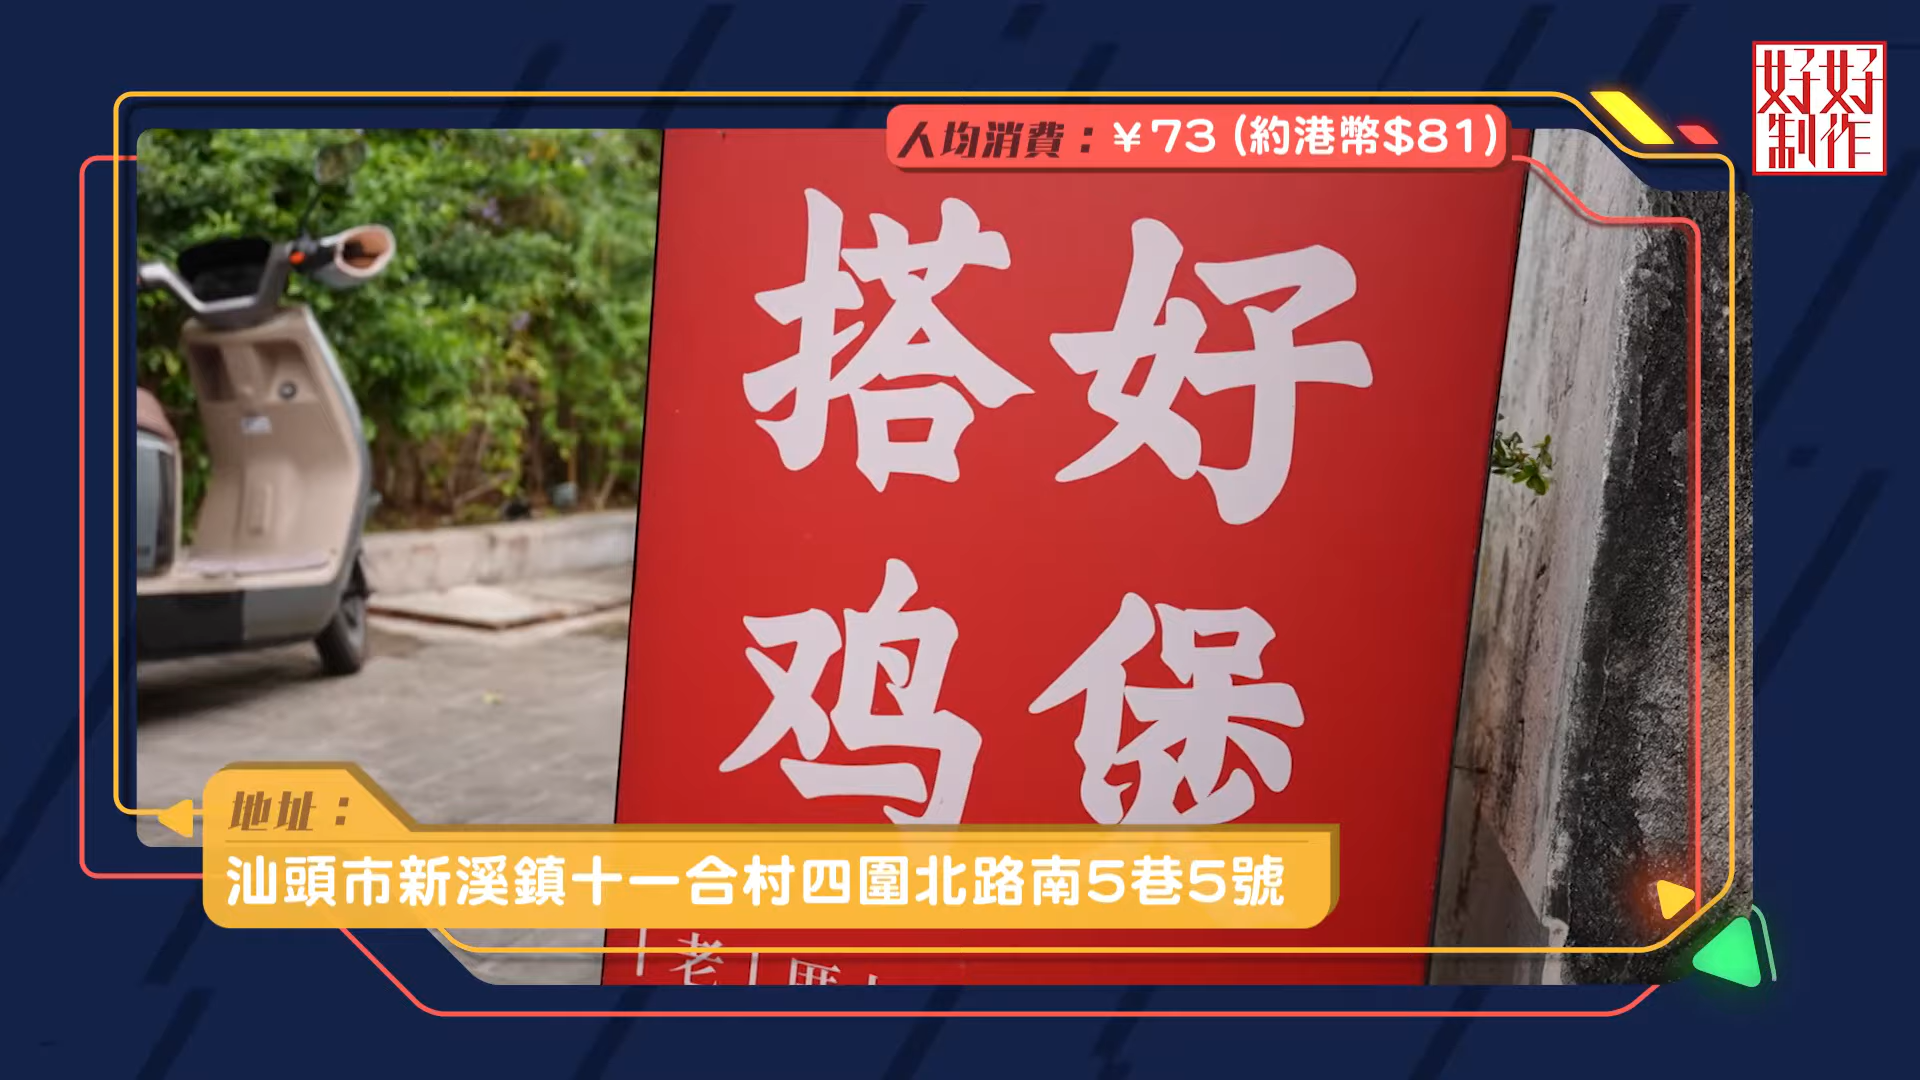 好好
制作
人均消費：￥73 (約港幣$81)
搭好
鸡煲
地址：
汕頭市新溪鎮十一合村四圍北路南5巷5號
老